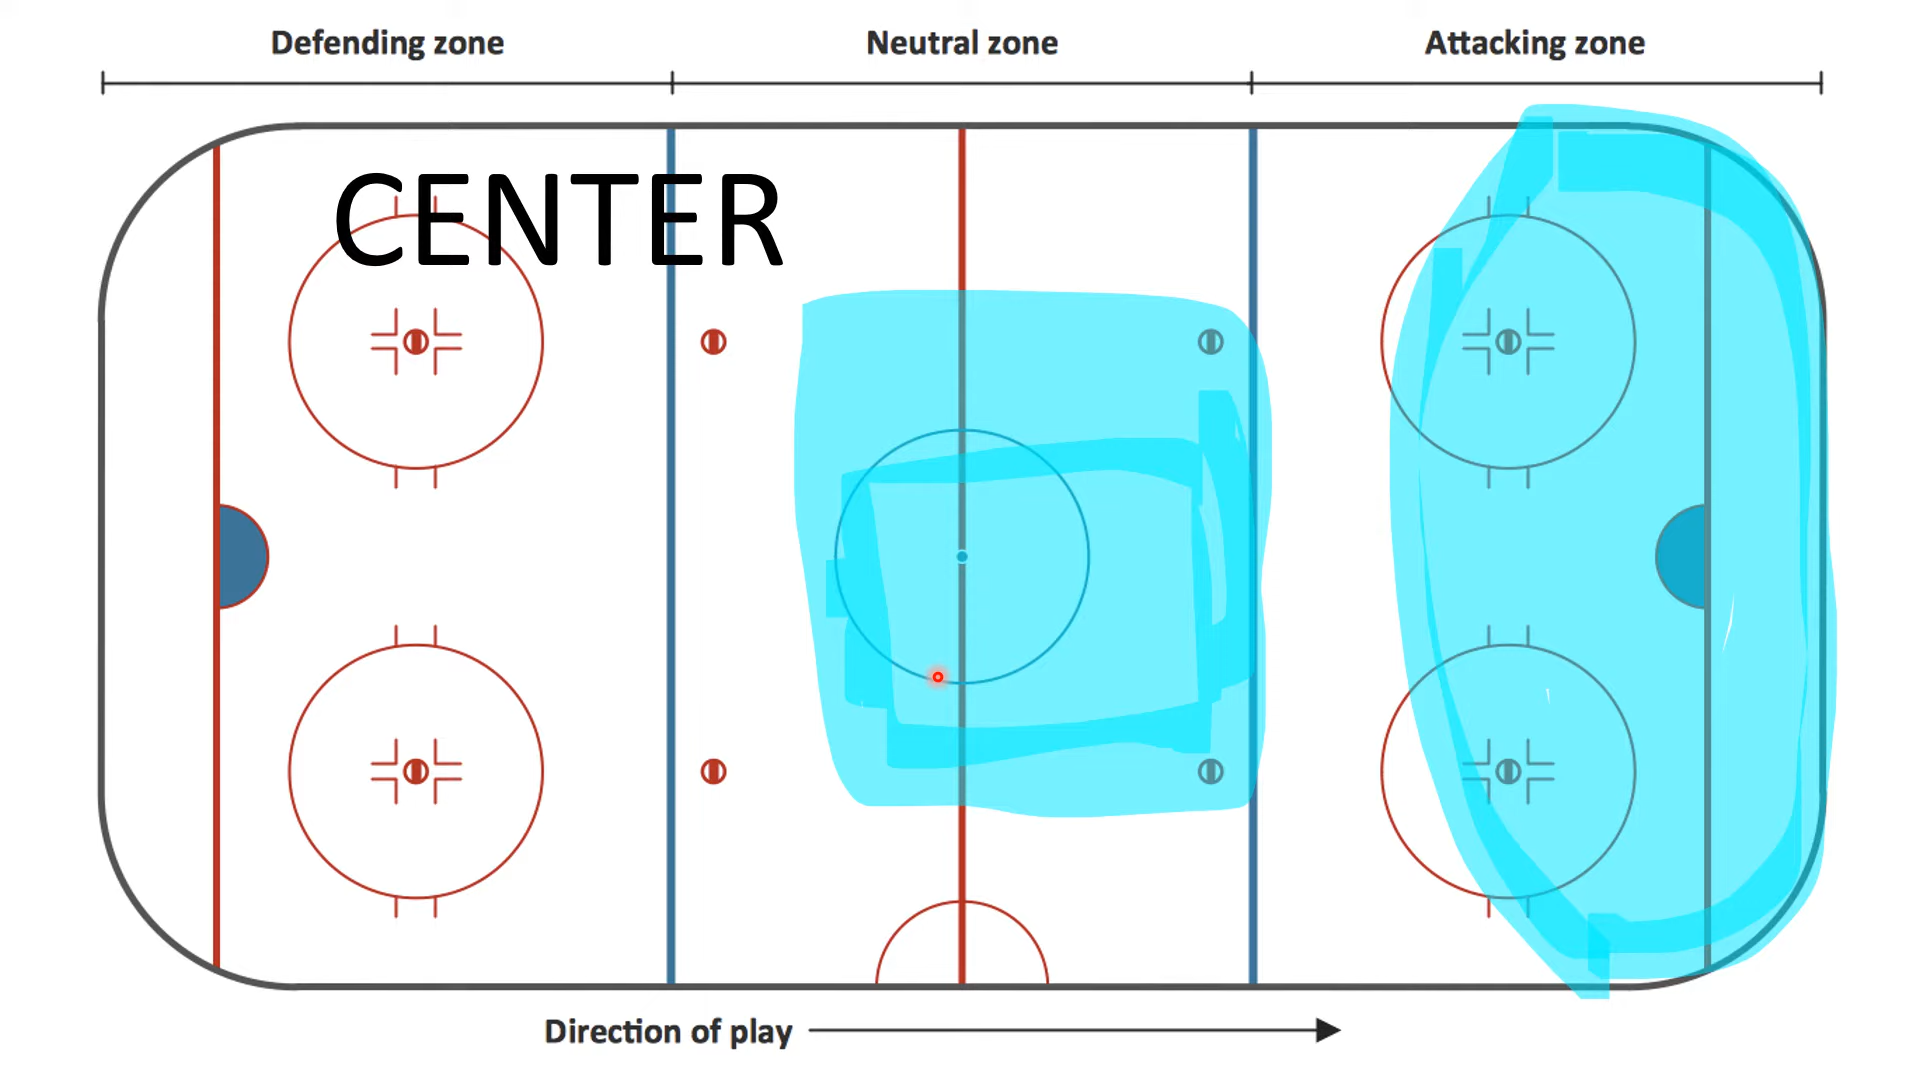 Defending zone
Neutral zone
Attacking zone
CENTER
Direction of play